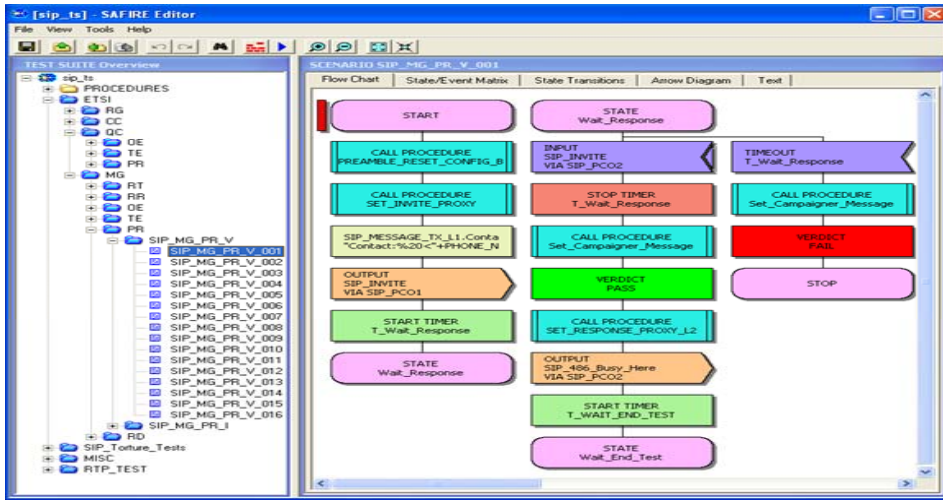 [sip_ts] - SAFIRE Editor
File View Tools Help
TEST SUITE Overview
sip_ts
PROCEDURES
ETSI
RG
CC
QC
OE
TE
PR
MG
RT
RR
OE
TE
PR
SIP_MG_PR_V
SIP_MG_PR_V_001
SIP_MG_PR_V_002
SIP_MG_PR_V_003
SIP_MG_PR_V_004
SIP_MG_PR_V_005
SIP_MG_PR_V_006
SIP_MG_PR_V_007
SIP_MG_PR_V_008
SIP_MG_PR_V_009
SIP_MG_PR_V_010
SIP_MG_PR_V_011
SIP_MG_PR_V_012
SIP_MG_PR_V_013
SIP_MG_PR_V_014
SIP_MG_PR_V_015
SIP_MG_PR_V_016
SIP_MG_PR_I
RD
SIP_Torture_Tests
MISC
RTP_TEST
SCENARIO SIP_MG_PR_V_001
Flow Chart State/Event Matrix State Transitions Arrow Diagram Text
START
CALL PROCEDURE
PREAMBLE_RESET_CONFIG_B
CALL PROCEDURE
SET_INVITE_PROXY
SIP_MESSAGE_TX_L1.Conta
"Contact:%20<"+PHONE_N
OUTPUT
SIP_INVITE
VIA SIP_PCO1
START TIMER
T_Wait_Response
STATE
Wait_Response
STATE
Wait_Response
INPUT
SIP_INVITE
VIA SIP_PCO2
STOP TIMER
T_Wait_Response
CALL PROCEDURE
Set_Campaigner_Message
VERDICT
PASS
CALL PROCEDURE
SET_RESPONSE_PROXY_L2
OUTPUT
SIP_486_Busy_Here
VIA SIP_PCO2
START TIMER
T_WAIT_END_TEST
STATE
Wait_End_Test
TIMEOUT
T_Wait_Response
CALL PROCEDURE
Set_Campaigner_Message
VERDICT
FAIL
STOP